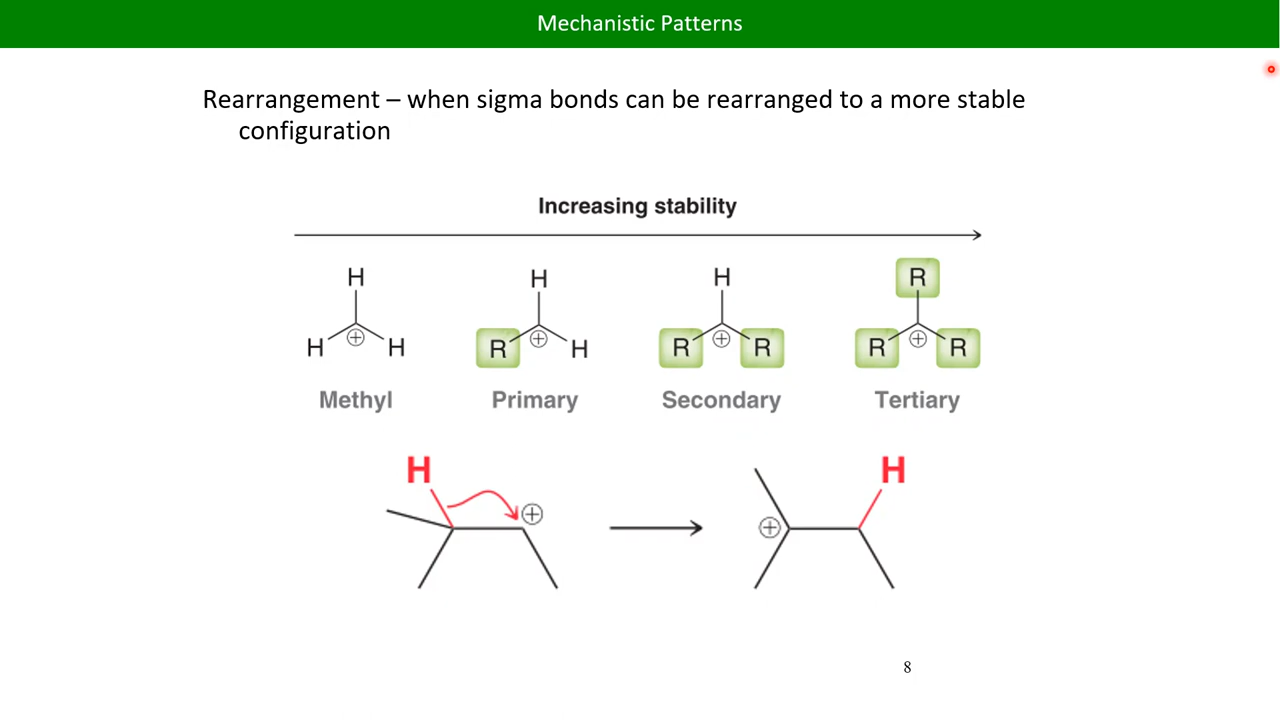 Mechanistic Patterns
Rearrangement – when sigma bonds can be rearranged to a more stable
configuration
Increasing stability
H H H R
H ⊕ H R ⊕ H R ⊕ R R ⊕ R
Methyl Primary Secondary Tertiary
H H
⊕ ⊕
8